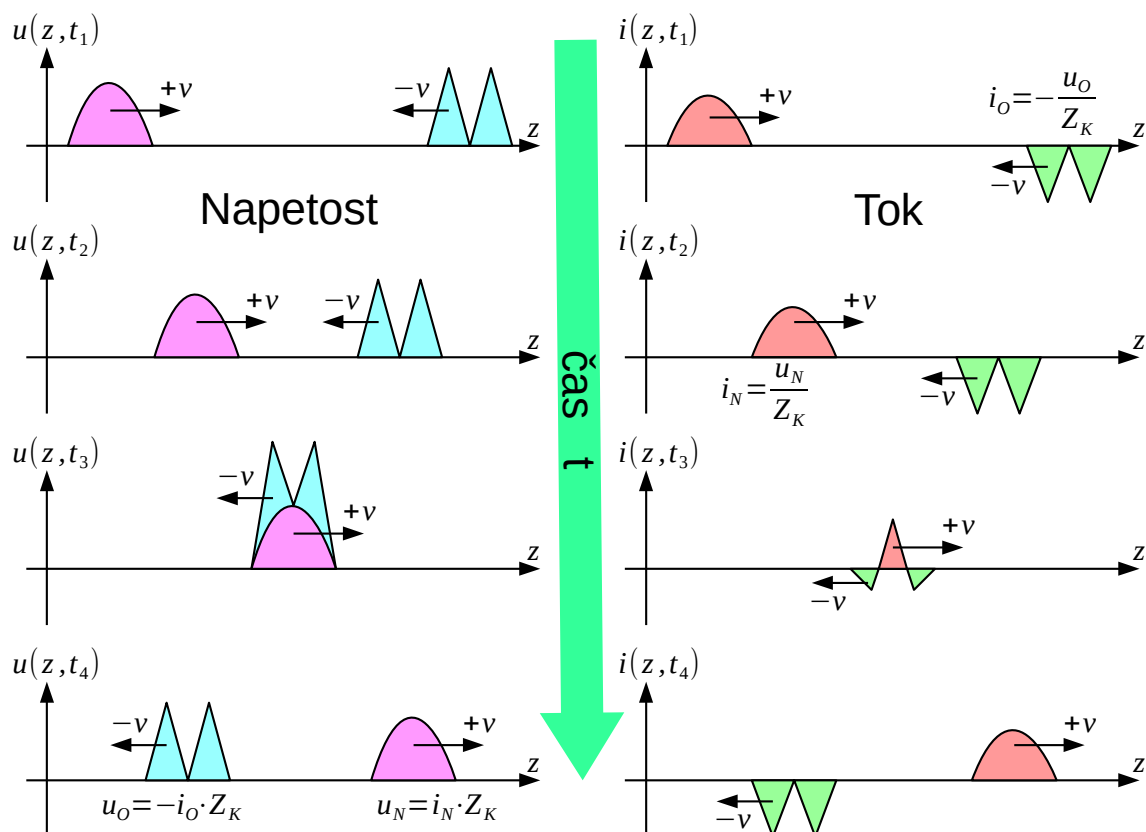 u(z,t₁)
+v
−v
z
Napetost
u(z,t₂)
+v
−v
z
u(z,t₃)
−v
+v
z
u(z,t₄)
−v
+v
z
u_O=−i_O·Z_K
u_N=i_N·Z_K
čas t
i(z,t₁)
+v
i_O=−u_O/Z_K
z
−v
Tok
i(z,t₂)
+v
z
i_N=u_N/Z_K
−v
i(z,t₃)
+v
z
−v
i(z,t₄)
+v
z
−v